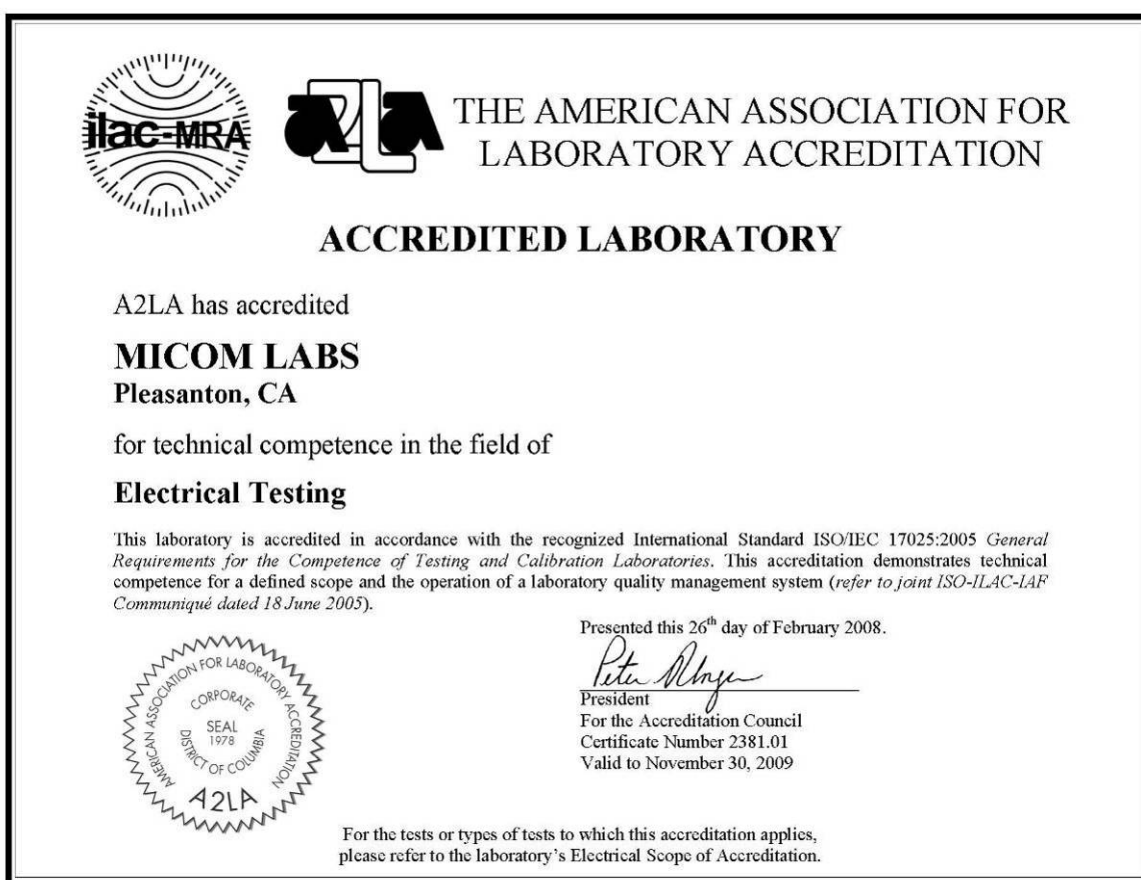 ilac-MRA
A2LA
THE AMERICAN ASSOCIATION FOR
LABORATORY ACCREDITATION
ACCREDITED LABORATORY
A2LA has accredited
MICOM LABS
Pleasanton, CA
for technical competence in the field of
Electrical Testing
This laboratory is accredited in accordance with the recognized International Standard ISO/IEC 17025:2005 General
Requirements for the Competence of Testing and Calibration Laboratories. This accreditation demonstrates technical
competence for a defined scope and the operation of a laboratory quality management system (refer to joint ISO-ILAC-IAF
Communiqué dated 18 June 2005).
Presented this 26th day of February 2008.
President
For the Accreditation Council
Certificate Number 2381.01
Valid to November 30, 2009
AMERICAN ASSOCIATION FOR LABORATORY ACCREDITATION
CORPORATE
SEAL
1978
DISTRICT OF COLUMBIA
A2LA
For the tests or types of tests to which this accreditation applies,
please refer to the laboratory's Electrical Scope of Accreditation.